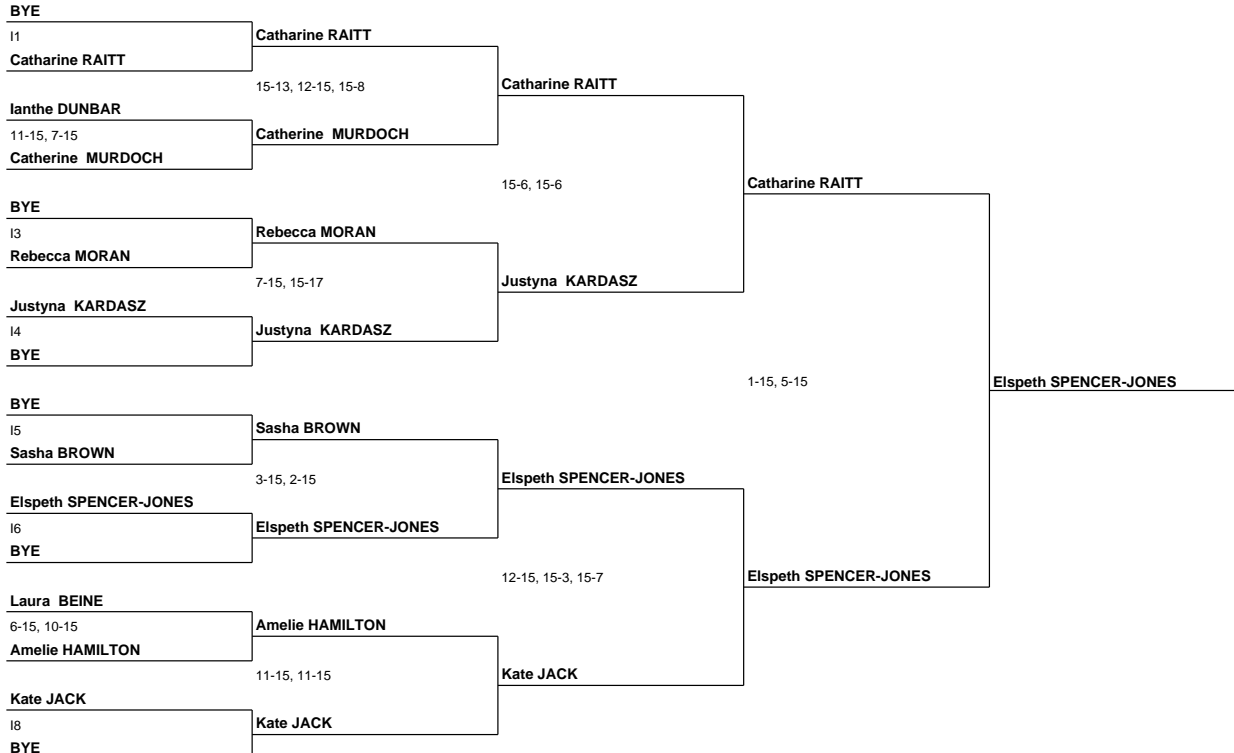 BYE
I1
Catharine RAITT
Ianthe DUNBAR
11-15, 7-15
Catherine MURDOCH
BYE
I3
Rebecca MORAN
Justyna KARDASZ
I4
BYE
BYE
I5
Sasha BROWN
Elspeth SPENCER-JONES
I6
BYE
Laura BEINE
6-15, 10-15
Amelie HAMILTON
Kate JACK
I8
BYE
Catharine RAITT
15-13, 12-15, 15-8
Catherine MURDOCH
Rebecca MORAN
7-15, 15-17
Justyna KARDASZ
Sasha BROWN
3-15, 2-15
Elspeth SPENCER-JONES
Amelie HAMILTON
11-15, 11-15
Kate JACK
Catharine RAITT
15-6, 15-6
Justyna KARDASZ
Elspeth SPENCER-JONES
12-15, 15-3, 15-7
Kate JACK
Catharine RAITT
1-15, 5-15
Elspeth SPENCER-JONES
Elspeth SPENCER-JONES